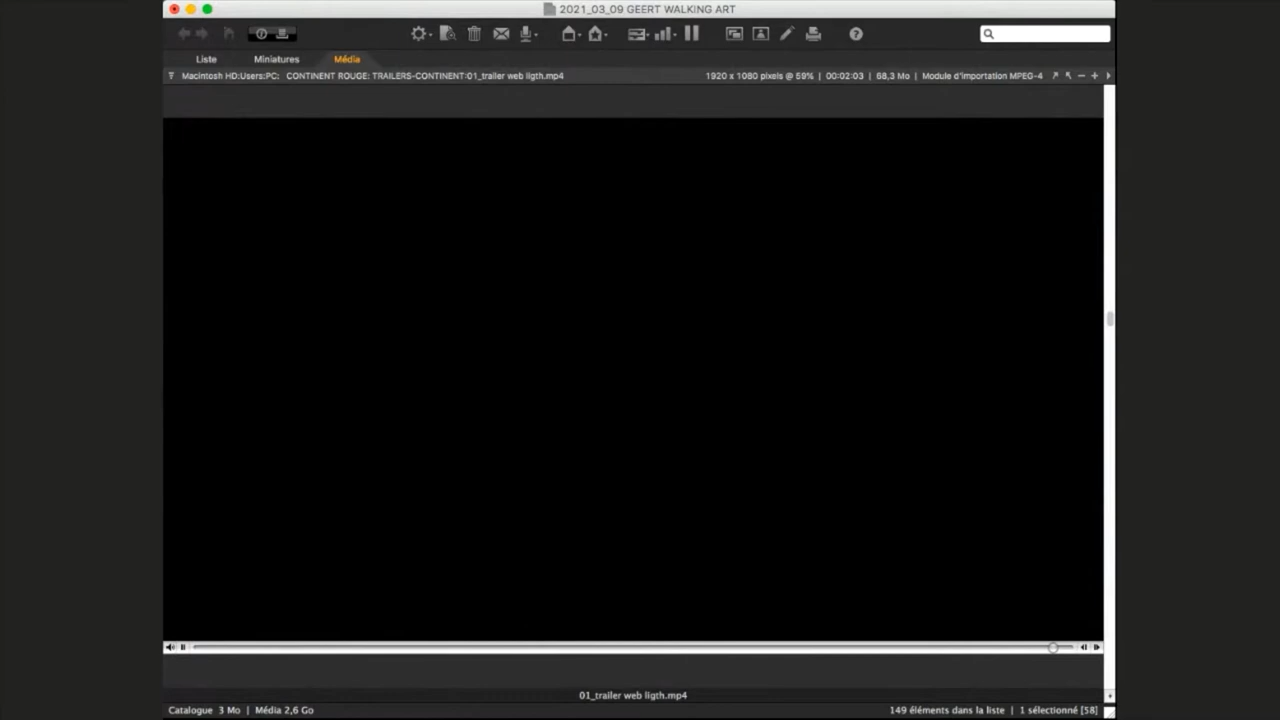 2021_03_09 GEERT WALKING ART
Liste Miniatures Média
Macintosh HD:Users:PC: CONTINENT ROUGE: TRAILERS-CONTINENT:01_trailer web ligth.mp4 1920 x 1080 pixels @ 59% | 00:02:03 | 68,3 Mo | Module d'importation MPEG-4
01_trailer web ligth.mp4
Catalogue 3 Mo | Média 2,6 Go 149 éléments dans la liste | 1 sélectionné [58]